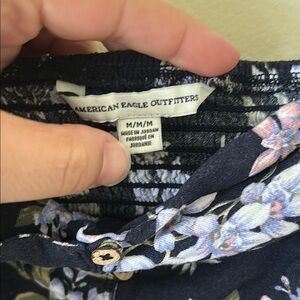 AMERICAN EAGLE OUTFITTERS
M/M/M
MADE IN JORDAN
FABRIQUÉ EN
JORDANIE